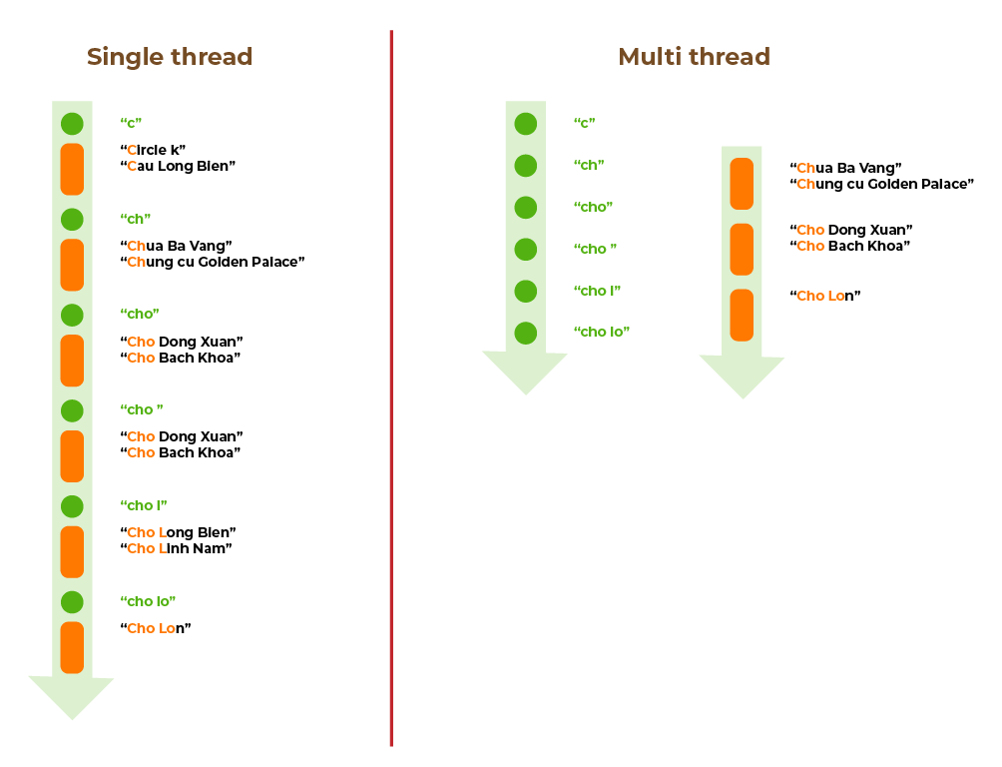 Single thread
“c”
“Circle k”
“Cau Long Bien”
“ch”
“Chua Ba Vang”
“Chung cu Golden Palace”
“cho”
“Cho Dong Xuan”
“Cho Bach Khoa”
“cho ”
“Cho Dong Xuan”
“Cho Bach Khoa”
“cho l”
“Cho Long Bien”
“Cho Linh Nam”
“cho lo”
“Cho Lon”
Multi thread
“c”
“ch”
“cho”
“cho ”
“cho l”
“cho lo”
“Chua Ba Vang”
“Chung cu Golden Palace”
“Cho Dong Xuan”
“Cho Bach Khoa”
“Cho Lon”